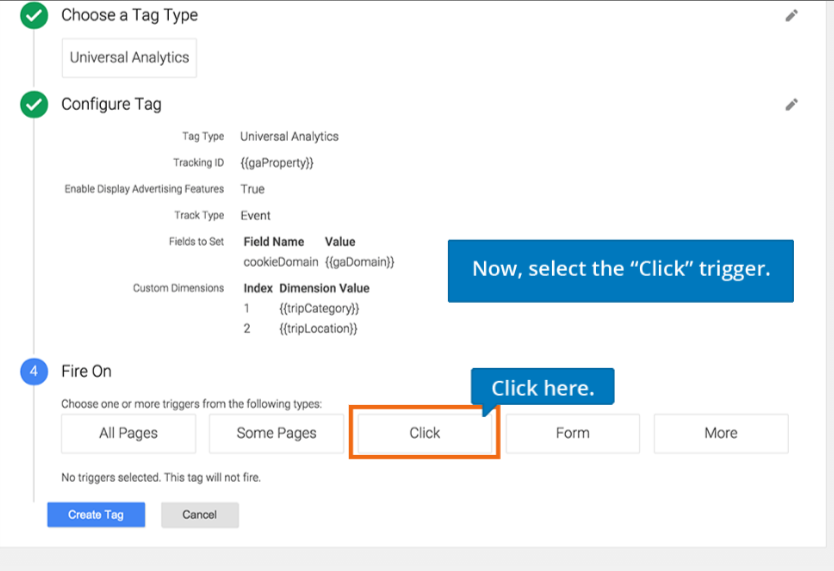 Choose a Tag Type
Universal Analytics
Configure Tag
Tag Type Universal Analytics
Tracking ID {{gaProperty}}
Enable Display Advertising Features True
Track Type Event
Fields to Set Field Name Value
cookieDomain {{gaDomain}}
Now, select the “Click” trigger.
Custom Dimensions Index Dimension Value
1 {{tripCategory}}
2 {{tripLocation}}
4 Fire On
Click here.
Choose one or more triggers from the following types:
All Pages Some Pages Click Form More
No triggers selected. This tag will not fire.
Create Tag Cancel